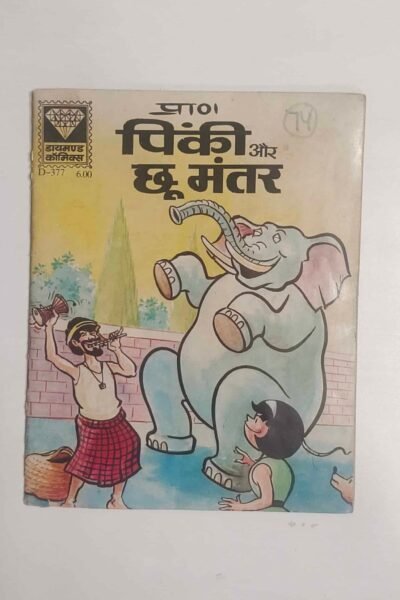 प्राण
74
पिंकी और
छू मंतर
डायमण्ड
कॉमिक्स
D-377 6.00